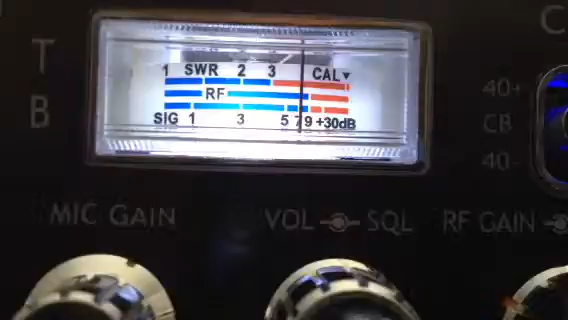 C
T
1 SWR 2 3 CAL▼
40+
RF
B
SIG 1 3 5 7 9 +30dB
CB
40-
MIC GAIN VOL SQL RF GAIN